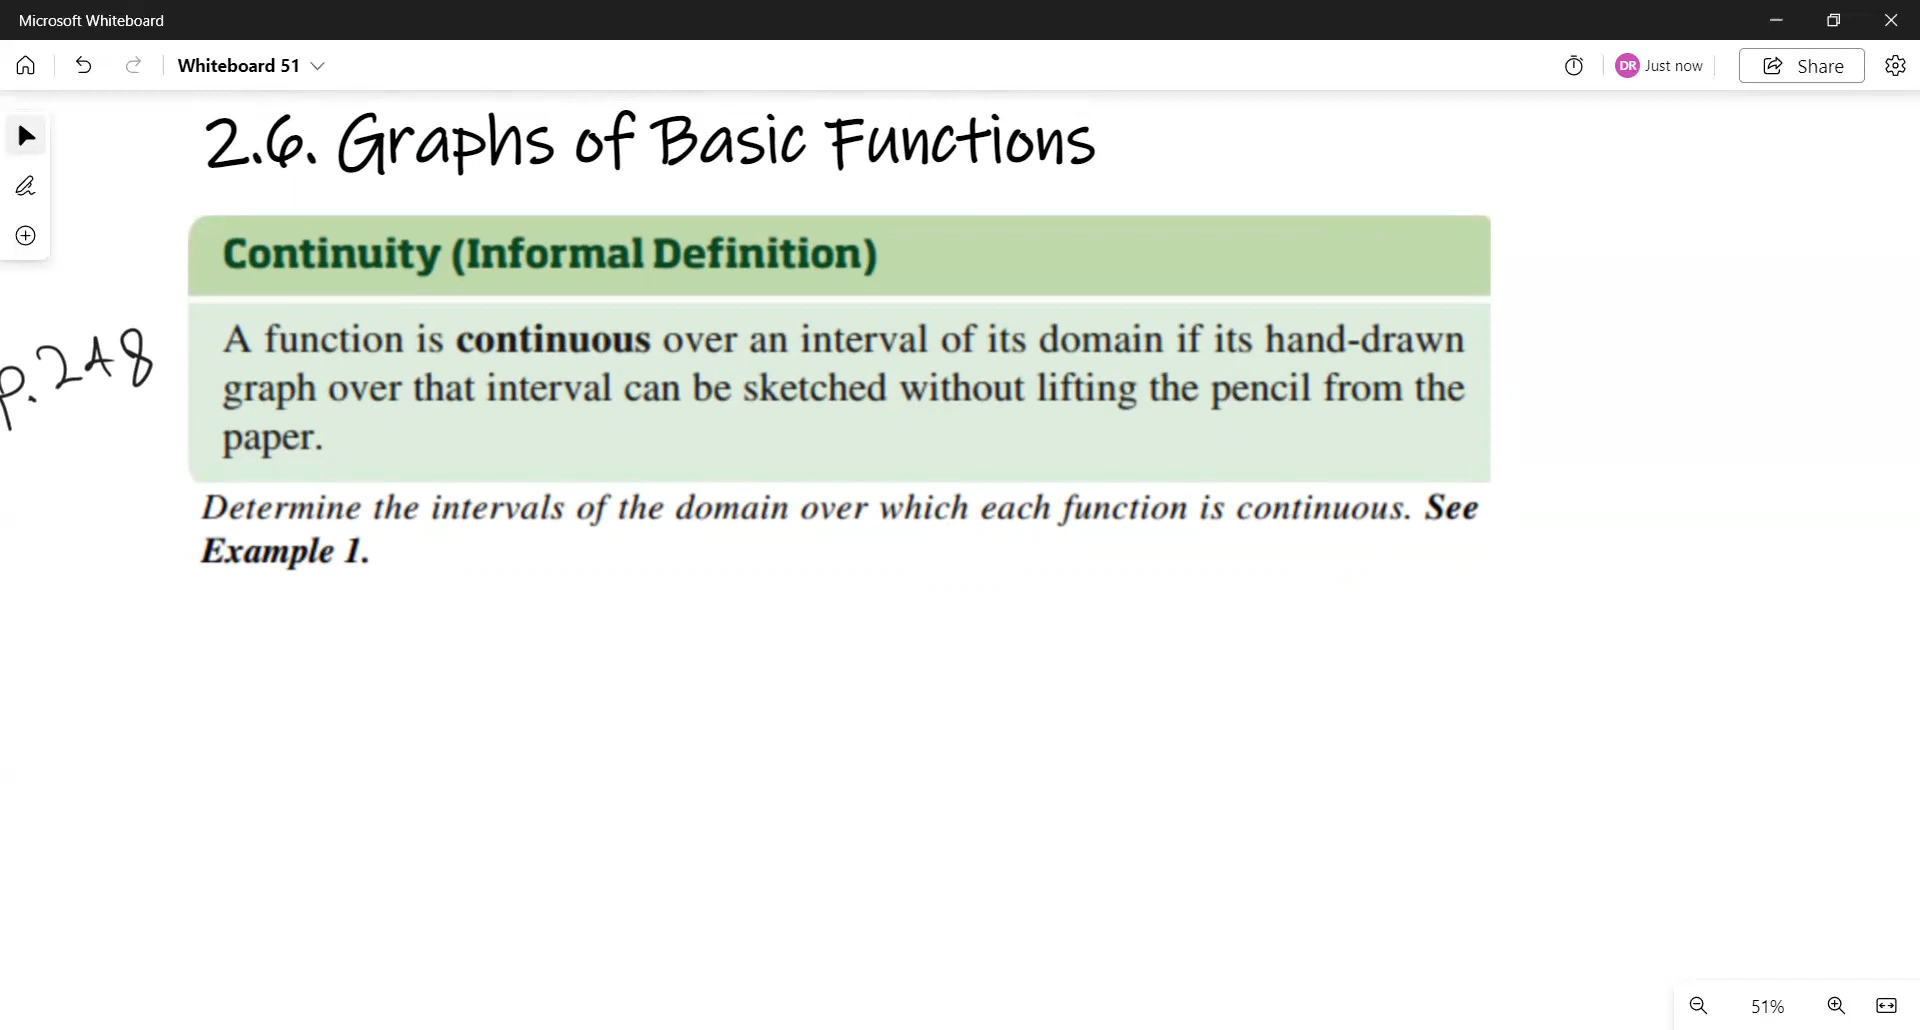 Microsoft Whiteboard
Whiteboard 51
DR Just now
Share
2.6. Graphs of Basic Functions
Continuity (Informal Definition)
p.248
A function is continuous over an interval of its domain if its hand-drawn
graph over that interval can be sketched without lifting the pencil from the
paper.
Determine the intervals of the domain over which each function is continuous. See
Example 1.
51%